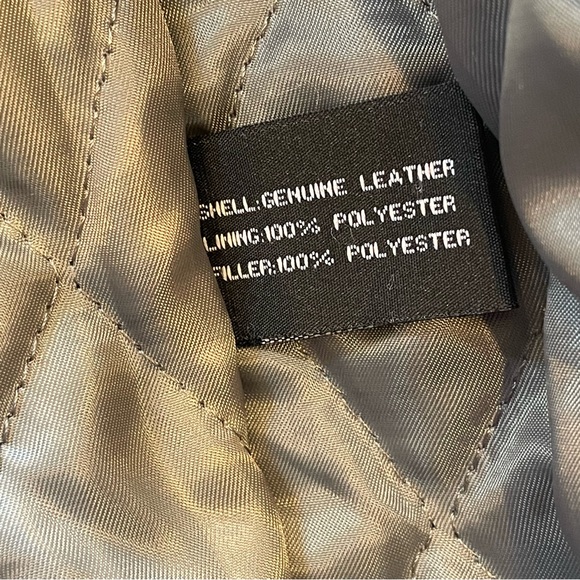 SHELL:GENUINE LEATHER
LINING:100% POLYESTER
FILLER:100% POLYESTER